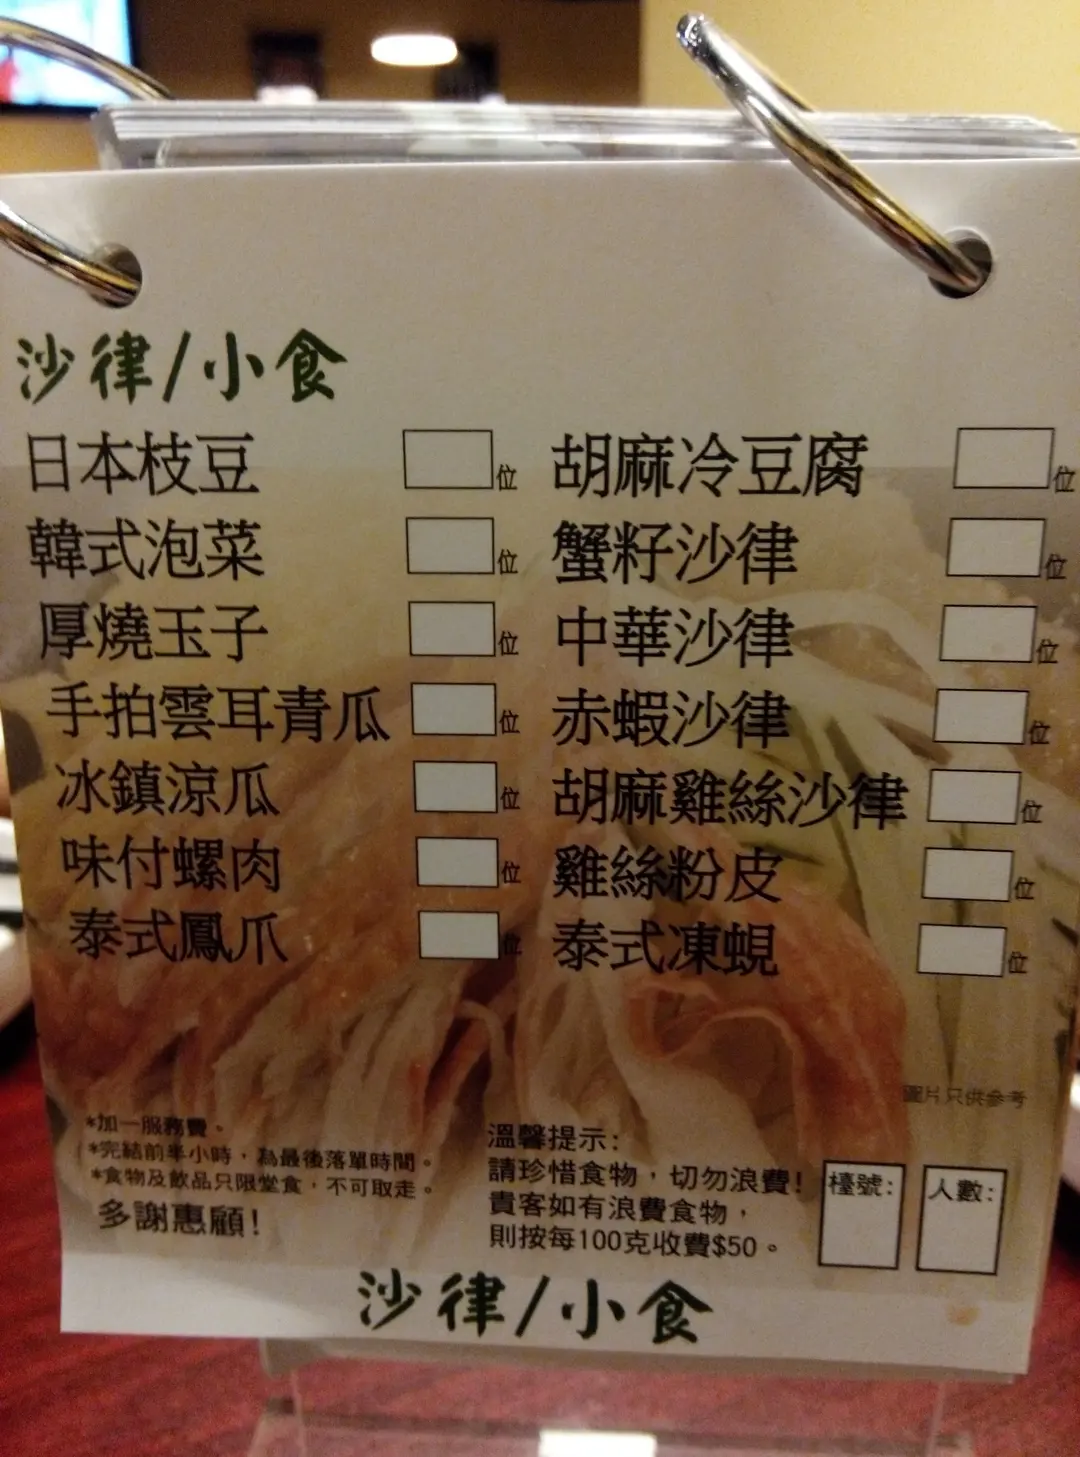 沙律/小食
日本枝豆 位
韓式泡菜 位
厚燒玉子 位
手拍雲耳青瓜 位
冰鎮涼瓜 位
味付螺肉 位
泰式鳳爪 位
胡麻冷豆腐 位
蟹籽沙律 位
中華沙律 位
赤蝦沙律 位
胡麻雞絲沙律 位
雞絲粉皮 位
泰式凍蜆 位
圖片只供參考
*加一服務費。
*完結前半小時，為最後落單時間。
*食物及飲品只限堂食，不可取走。
多謝惠顧!
溫馨提示:
請珍惜食物，切勿浪費!
貴客如有浪費食物，
則按每100克收費$50。
檯號:
人數:
沙律/小食